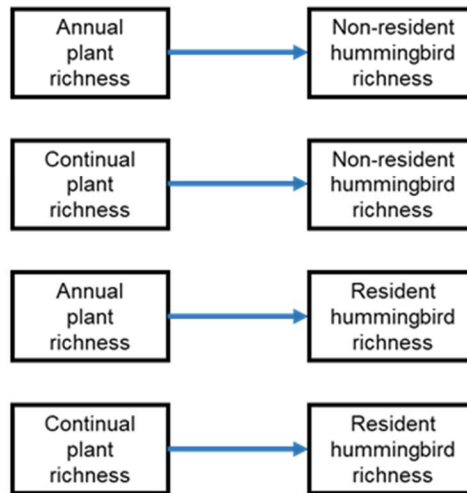 Annual
plant
richness
Non-resident
hummingbird
richness
Continual
plant
richness
Non-resident
hummingbird
richness
Annual
plant
richness
Resident
hummingbird
richness
Continual
plant
richness
Resident
hummingbird
richness